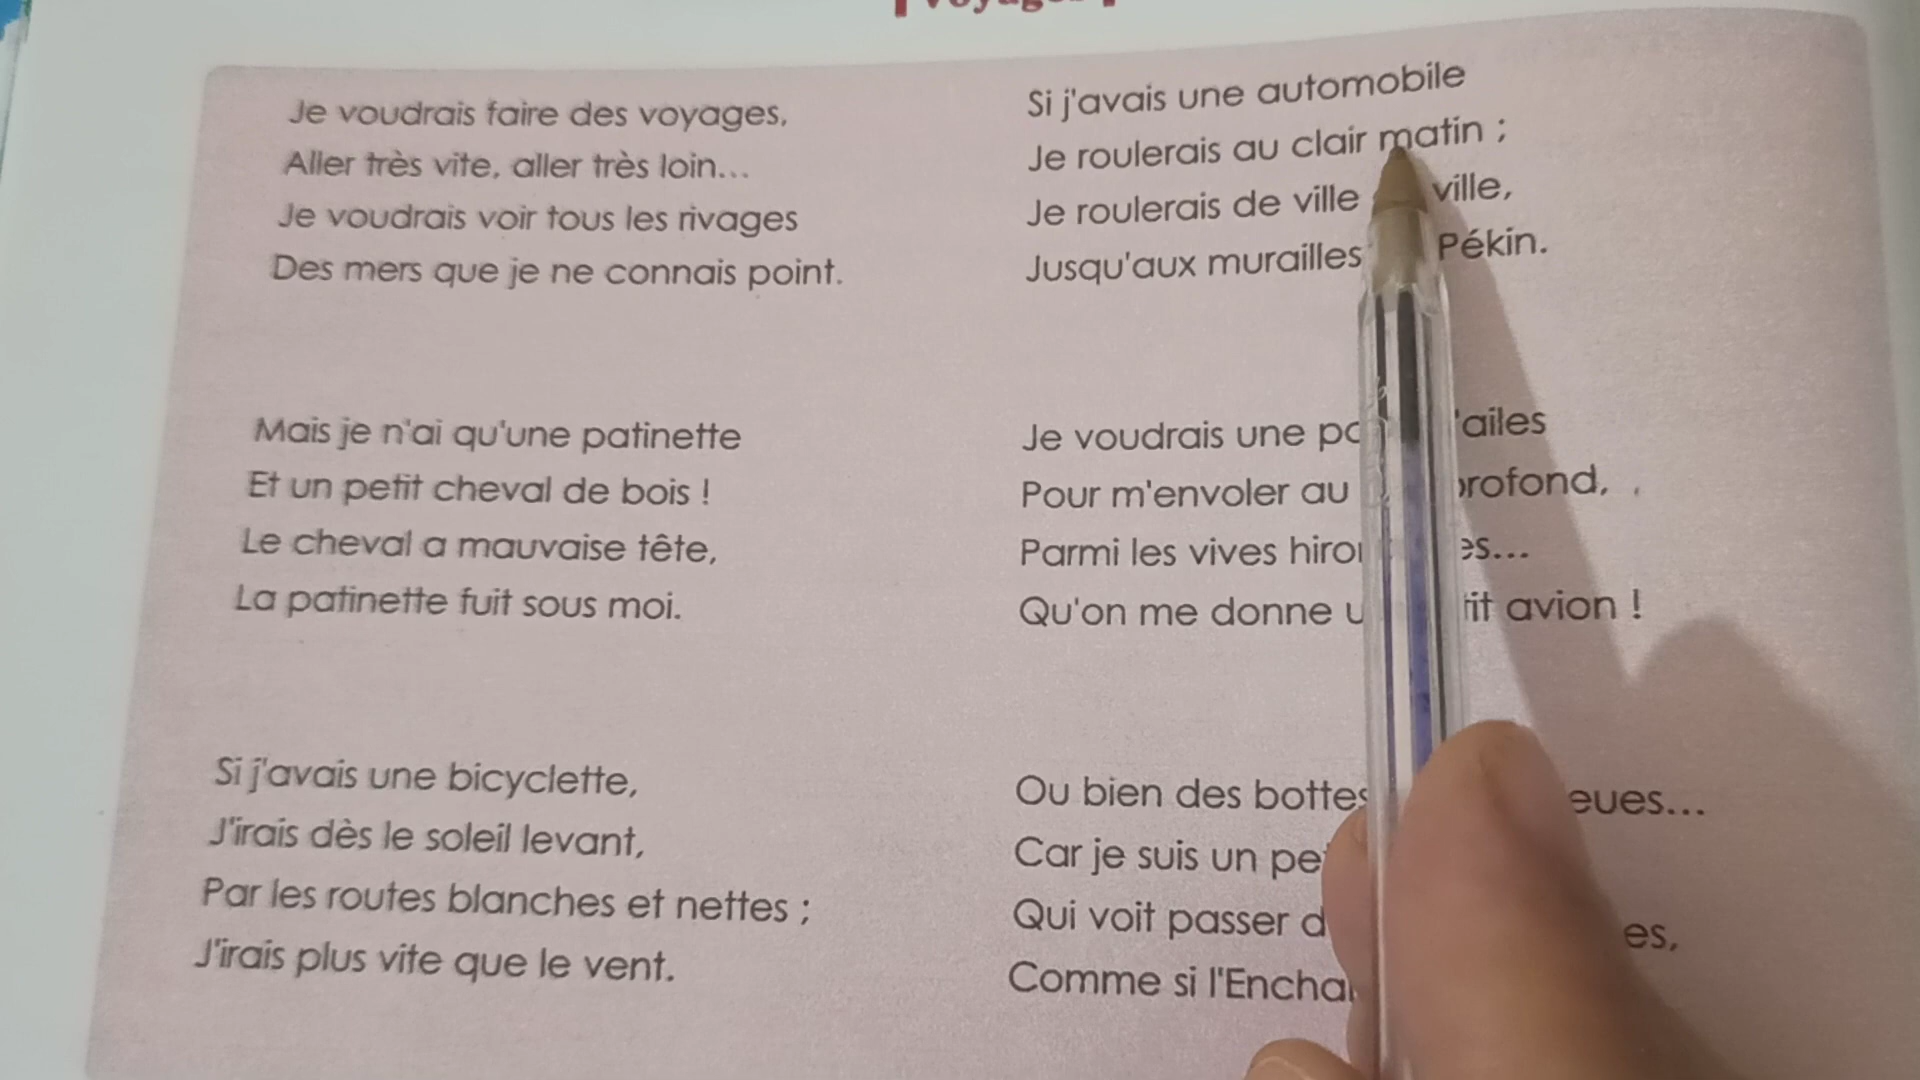 Voyages
Je voudrais faire des voyages,
Aller très vite, aller très loin...
Je voudrais voir tous les rivages
Des mers que je ne connais point.
Mais je n'ai qu'une patinette
Et un petit cheval de bois !
Le cheval a mauvaise tête,
La patinette fuit sous moi.
Si j'avais une bicyclette,
J'irais dès le soleil levant,
Par les routes blanches et nettes ;
J'irais plus vite que le vent.
Si j'avais une automobile
Je roulerais au clair matin ;
Je roulerais de ville ville,
Jusqu'aux murailles Pékin.
Je voudrais une 'ailes
Pour m'envoler au profond,
Parmi les vives
Qu'on me donne avion !
Ou bien des bottes
Car je suis un
Qui voit passer
Comme si